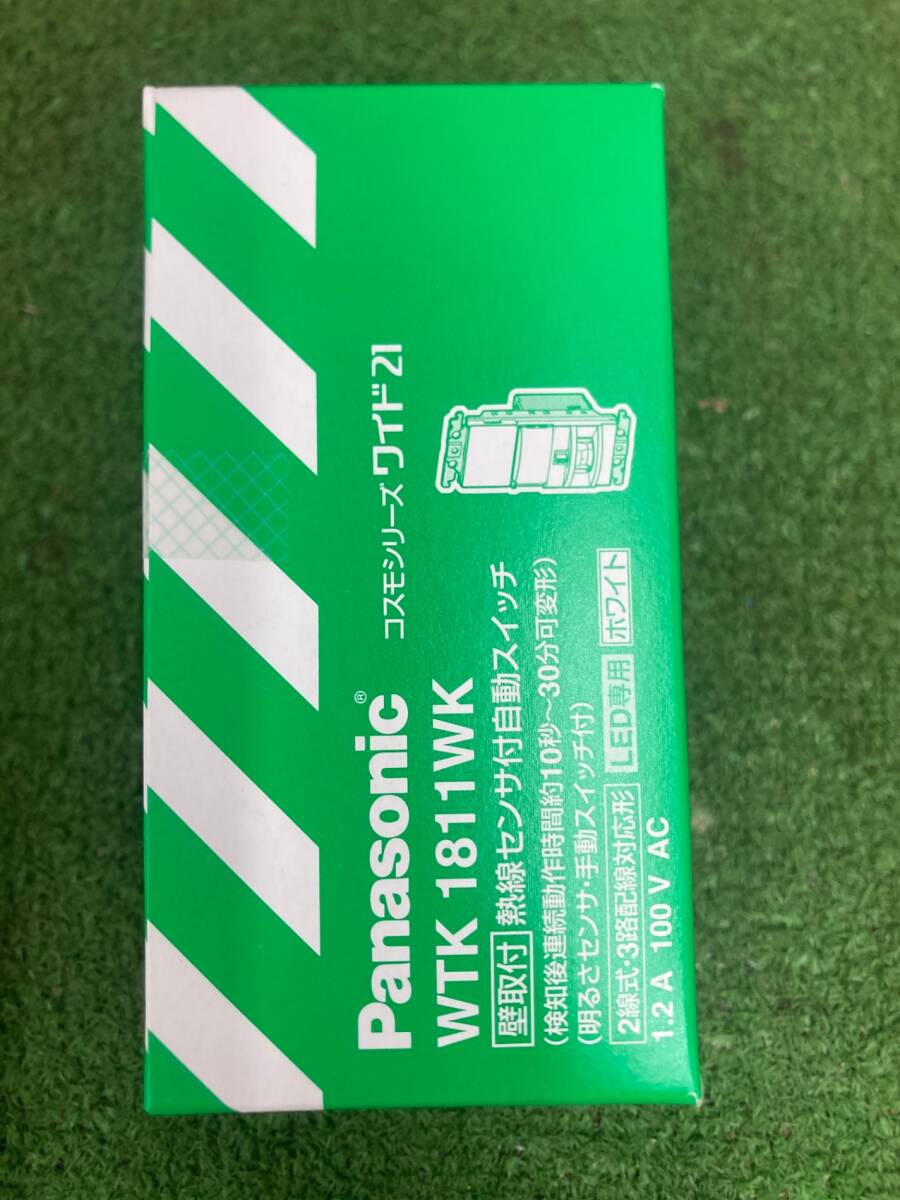 Panasonic® コスモシリーズ ワイド21
WTK 1811WK
壁取付 熱線センサ付自動スイッチ
(検知後連続動作時間約10秒~30分可変形)
(明るさセンサ・手動スイッチ付)
2線式・3路配線対応形 LED専用 ホワイト
1.2 A 100 V AC